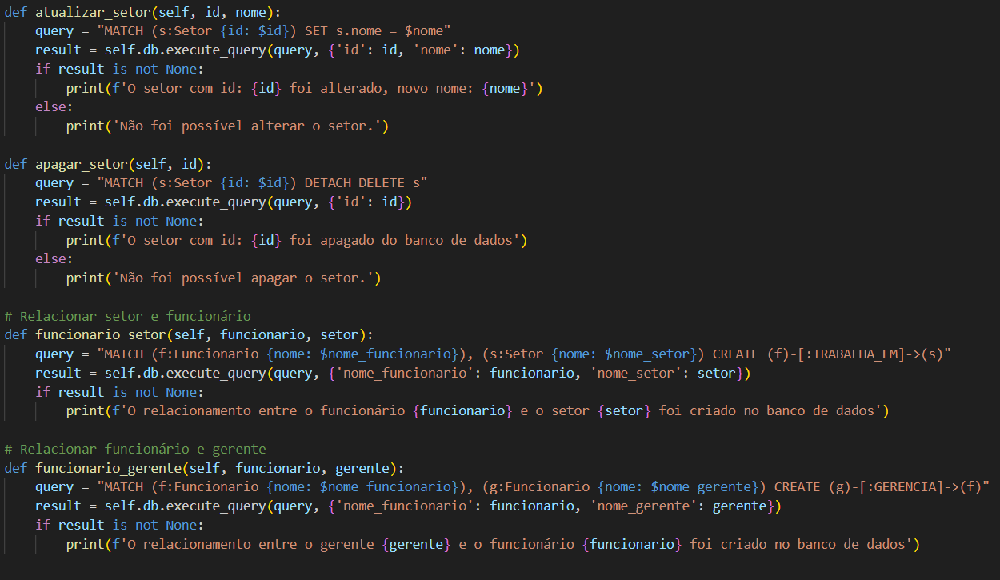 def atualizar_setor(self, id, nome):
    query = "MATCH (s:Setor {id: $id}) SET s.nome = $nome"
    result = self.db.execute_query(query, {'id': id, 'nome': nome})
    if result is not None:
        print(f'O setor com id: {id} foi alterado, novo nome: {nome}')
    else:
        print('Não foi possível alterar o setor.')

def apagar_setor(self, id):
    query = "MATCH (s:Setor {id: $id}) DETACH DELETE s"
    result = self.db.execute_query(query, {'id': id})
    if result is not None:
        print(f'O setor com id: {id} foi apagado do banco de dados')
    else:
        print('Não foi possível apagar o setor.')

# Relacionar setor e funcionário
def funcionario_setor(self, funcionario, setor):
    query = "MATCH (f:Funcionario {nome: $nome_funcionario}), (s:Setor {nome: $nome_setor}) CREATE (f)-[:TRABALHA_EM]->(s)"
    result = self.db.execute_query(query, {'nome_funcionario': funcionario, 'nome_setor': setor})
    if result is not None:
        print(f'O relacionamento entre o funcionário {funcionario} e o setor {setor} foi criado no banco de dados')

# Relacionar funcionário e gerente
def funcionario_gerente(self, funcionario, gerente):
    query = "MATCH (f:Funcionario {nome: $nome_funcionario}), (g:Funcionario {nome: $nome_gerente}) CREATE (g)-[:GERENCIA]->(f)"
    result = self.db.execute_query(query, {'nome_funcionario': funcionario, 'nome_gerente': gerente})
    if result is not None:
        print(f'O relacionamento entre o gerente {gerente} e o funcionário {funcionario} foi criado no banco de dados')